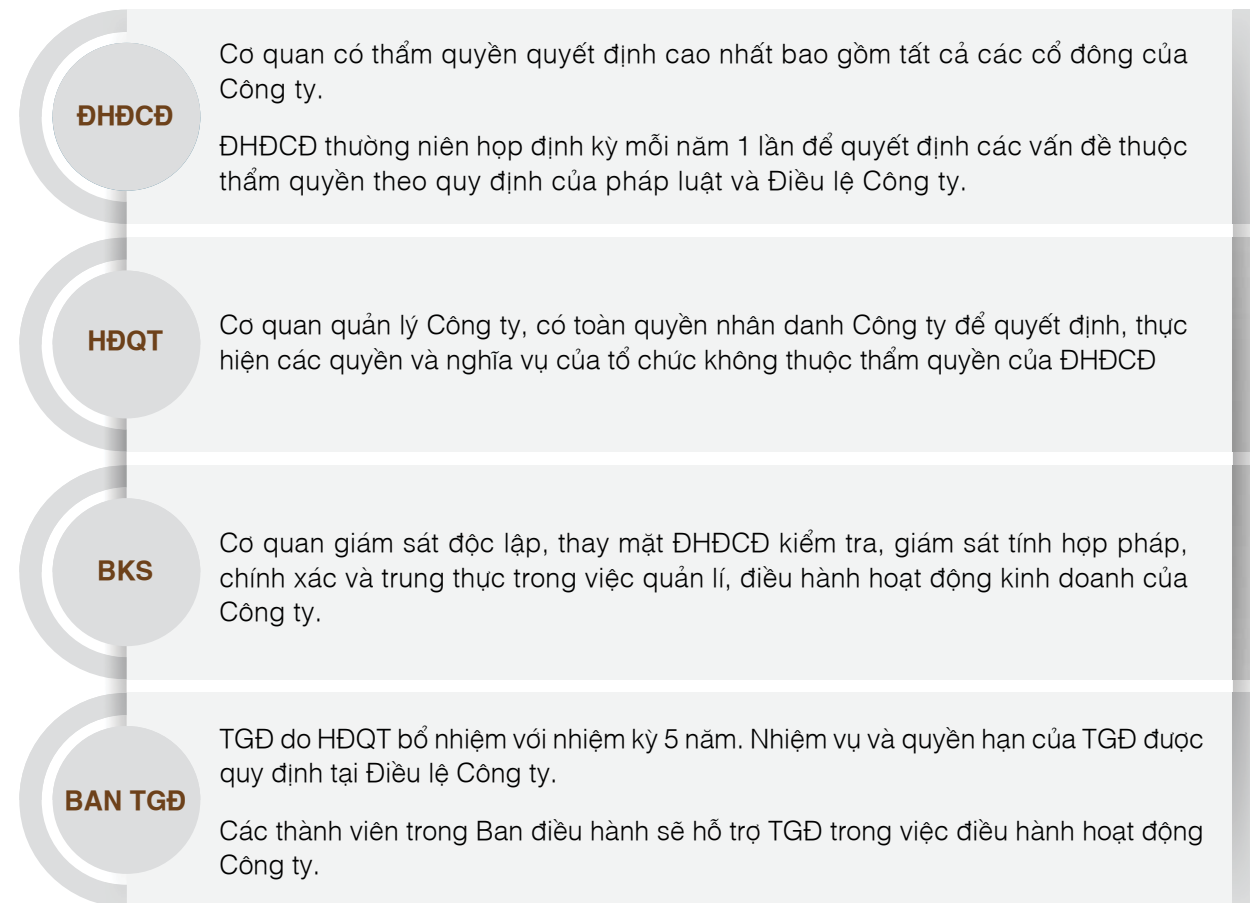 ĐHĐCĐ
Cơ quan có thẩm quyền quyết định cao nhất bao gồm tất cả các cổ đông của
Công ty.
ĐHĐCĐ thường niên họp định kỳ mỗi năm 1 lần để quyết định các vấn đề thuộc
thẩm quyền theo quy định của pháp luật và Điều lệ Công ty.
HĐQT
Cơ quan quản lý Công ty, có toàn quyền nhân danh Công ty để quyết định, thực
hiện các quyền và nghĩa vụ của tổ chức không thuộc thẩm quyền của ĐHĐCĐ
BKS
Cơ quan giám sát độc lập, thay mặt ĐHĐCĐ kiểm tra, giám sát tính hợp pháp,
chính xác và trung thực trong việc quản lí, điều hành hoạt động kinh doanh của
Công ty.
BAN TGĐ
TGĐ do HĐQT bổ nhiệm với nhiệm kỳ 5 năm. Nhiệm vụ và quyền hạn của TGĐ được
quy định tại Điều lệ Công ty.
Các thành viên trong Ban điều hành sẽ hỗ trợ TGĐ trong việc điều hành hoạt động
Công ty.